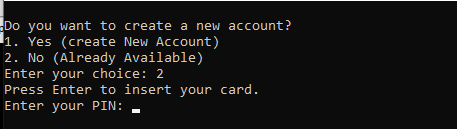 Do you want to create a new account?
1. Yes (create New Account)
2. No (Already Available)
Enter your choice: 2
Press Enter to insert your card.
Enter your PIN: